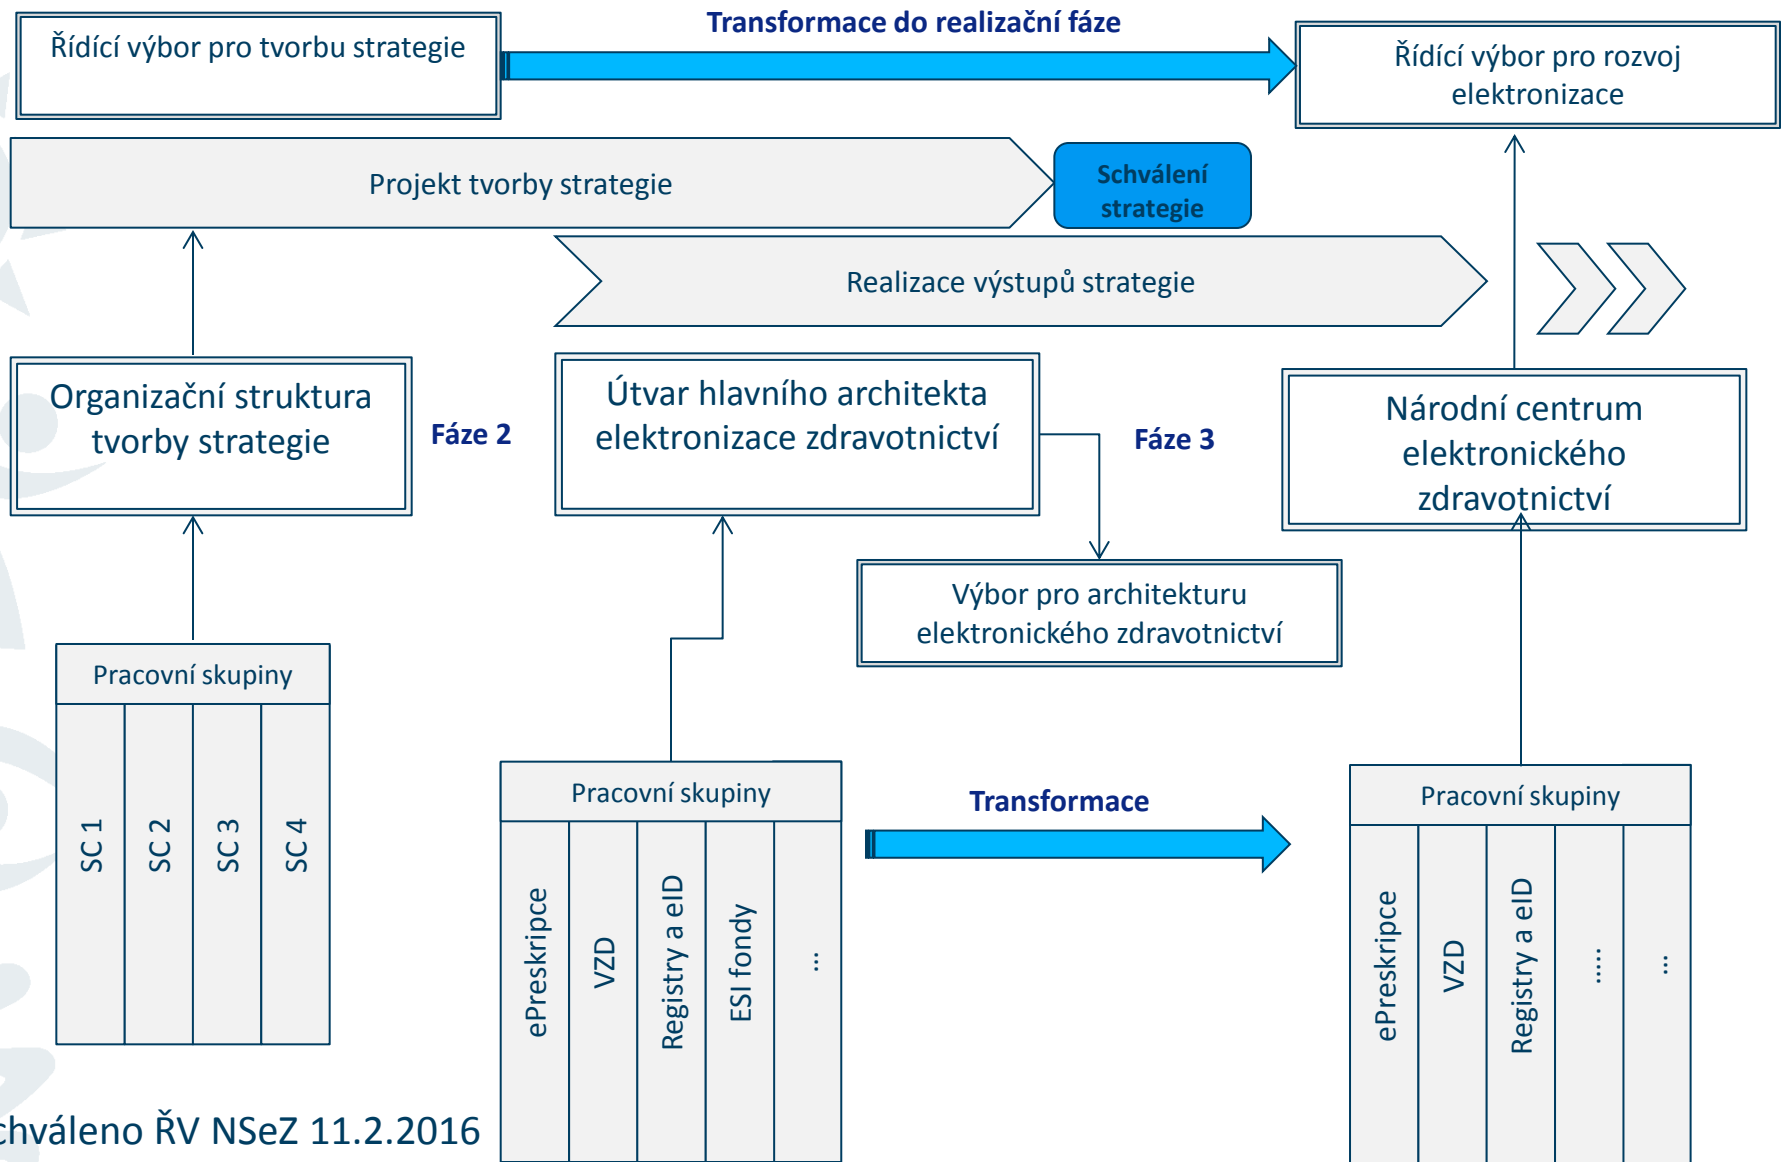 Transformace do realizační fáze
Řídící výbor pro tvorbu strategie
Řídící výbor pro rozvoj
elektronizace
Projekt tvorby strategie
Schválení
strategie
Realizace výstupů strategie
Organizační struktura
tvorby strategie
Fáze 2
Útvar hlavního architekta
elektronizace zdravotnictví
Fáze 3
Národní centrum
elektronického
zdravotnictví
Výbor pro architekturu
elektronického zdravotnictví
Pracovní skupiny
SC 1
SC 2
SC 3
SC 4
Pracovní skupiny
ePreskripce
VZD
Registry a eID
ESI fondy
...
Transformace
Pracovní skupiny
ePreskripce
VZD
Registry a eID
.....
...
chváleno ŘV NSeZ 11.2.2016